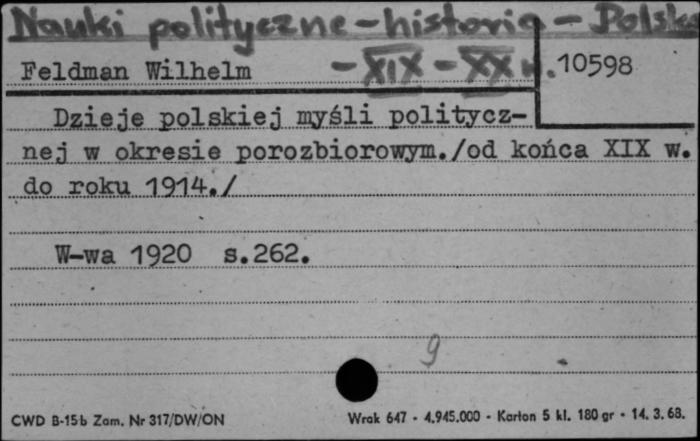 Nauki polityczne - historia - Polska
Feldman Wilhelm - XIX - XX w. 10598
Dzieje polskiej myśli politycz-
nej w okresie porozbiorowym./od końca XIX w.
do roku 1914./
W-wa 1920 s.262.
9
CWD B-15b Zam. Nr 317/DW/ON Wrak 647 - 4.945.000 - Karton 5 kl. 180 gr - 14. 3. 68.